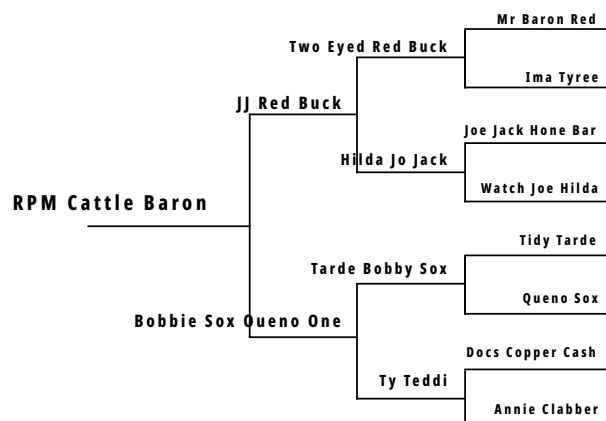 Mr Baron Red
Two Eyed Red Buck
Ima Tyree
JJ Red Buck
Joe Jack Hone Bar
Hilda Jo Jack
Watch Joe Hilda
RPM Cattle Baron
Tidy Tarde
Tarde Bobby Sox
Queno Sox
Bobbie Sox Queno One
Docs Copper Cash
Ty Teddi
Annie Clabber